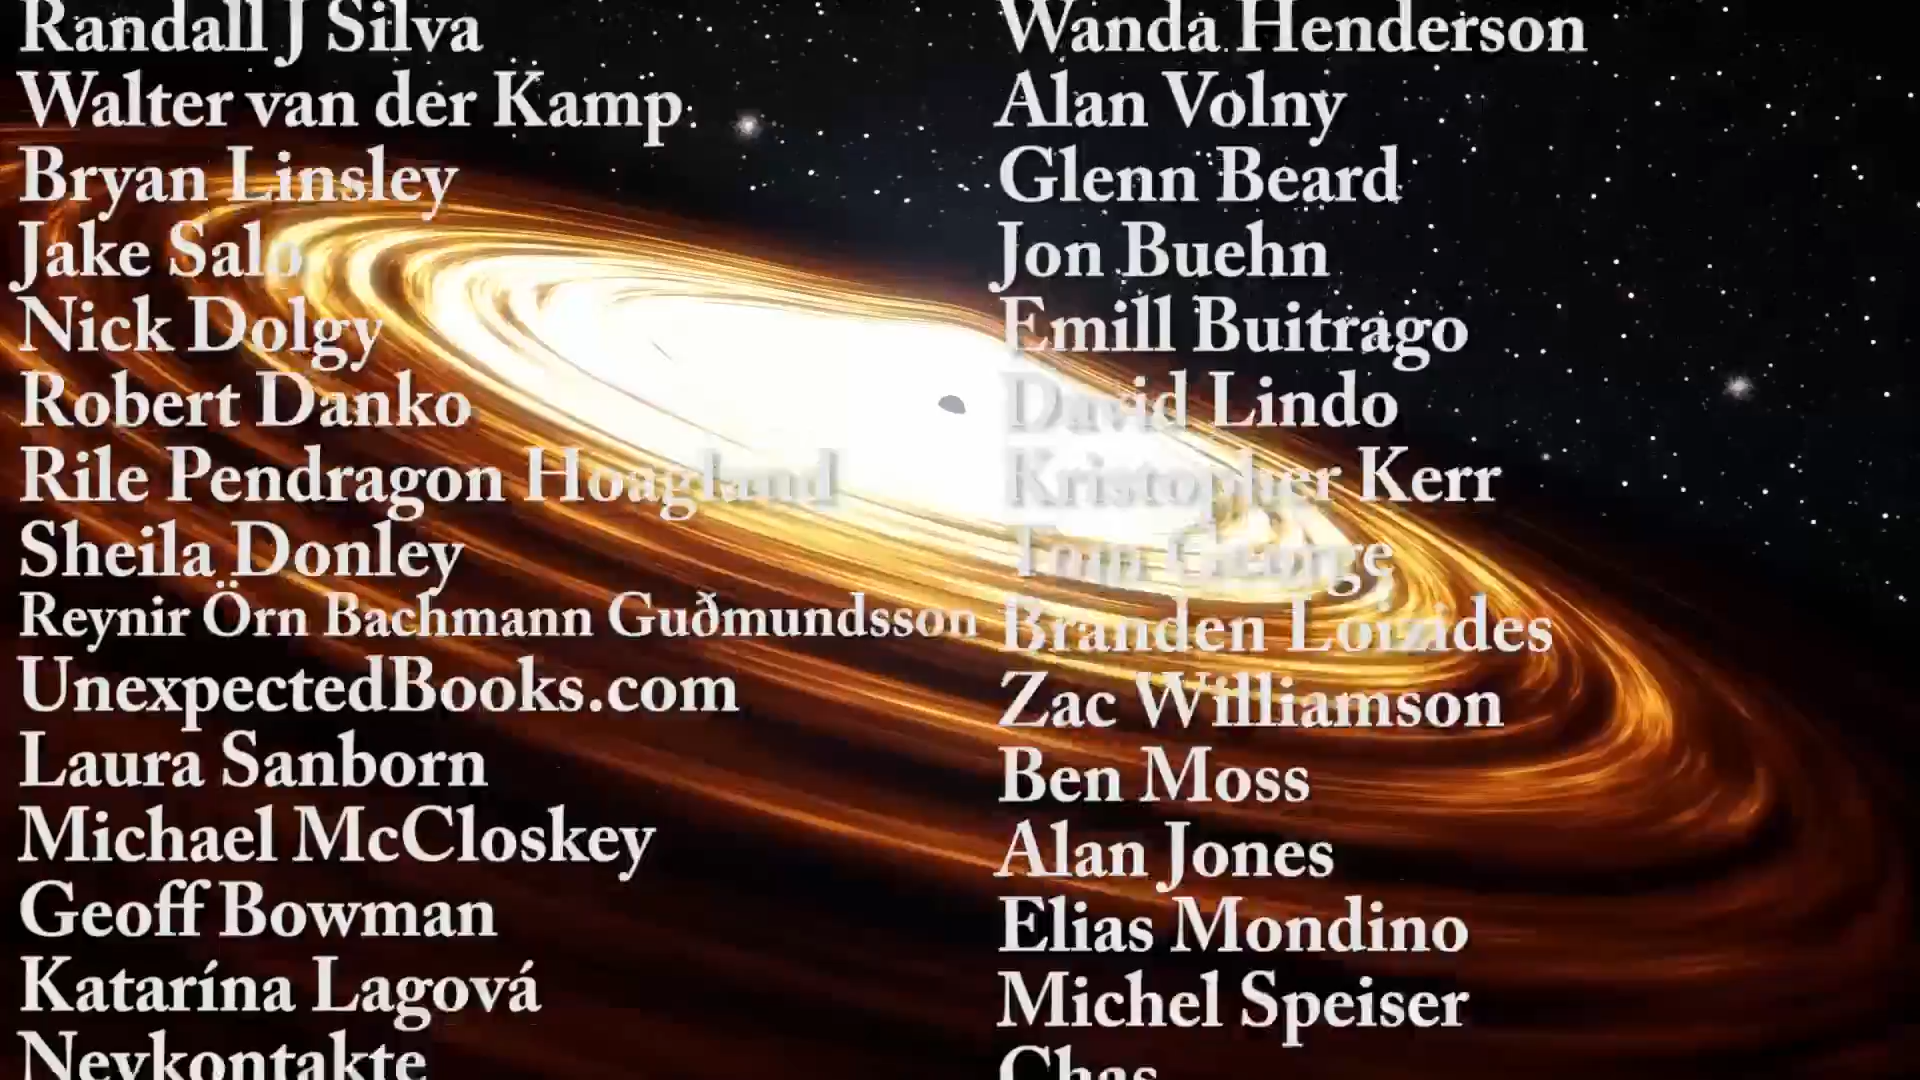 Randall J Silva
Walter van der Kamp
Bryan Linsley
Jake Salo
Nick Dolgy
Robert Danko
Rile Pendragon Hoagland
Sheila Donley
Reynir Örn Bachmann Guðmundsson
UnexpectedBooks.com
Laura Sanborn
Michael McCloskey
Geoff Bowman
Katarína Lagová
Nevkontakte
Wanda Henderson
Alan Volny
Glenn Beard
Jon Buehn
Emill Buitrago
David Lindo
Kristopher Kerr
Tom George
Branden Loizides
Zac Williamson
Ben Moss
Alan Jones
Elias Mondino
Michel Speiser
Chas